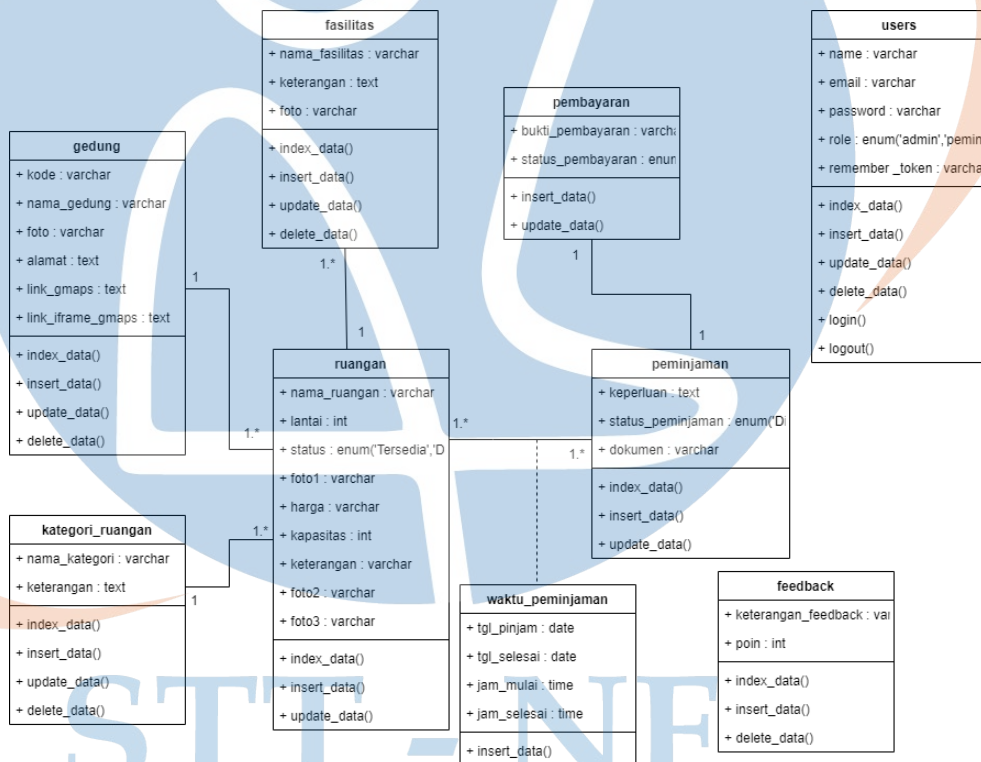 fasilitas
+ nama_fasilitas : varchar
+ keterangan : text
+ foto : varchar
+ index_data()
+ insert_data()
+ update_data()
+ delete_data()
1.*
1
users
+ name : varchar
+ email : varchar
+ password : varchar
+ role : enum('admin','pemin
+ remember _token : varcha
+ index_data()
+ insert_data()
+ update_data()
+ delete_data()
+ login()
+ logout()
pembayaran
+ bukti_pembayaran : varcha
+ status_pembayaran : enum
+ insert_data()
+ update_data()
1
1
gedung
+ kode : varchar
+ nama_gedung : varchar
+ foto : varchar
+ alamat : text
+ link_gmaps : text
+ link_iframe_gmaps : text
+ index_data()
+ insert_data()
+ update_data()
+ delete_data()
1
1.*
ruangan
+ nama_ruangan : varchar
+ lantai : int
+ status : enum('Tersedia','D
+ foto1 : varchar
+ harga : varchar
+ kapasitas : int
+ keterangan : varchar
+ foto2 : varchar
+ foto3 : varchar
+ index_data()
+ insert_data()
+ update_data()
1.*
1.*
peminjaman
+ keperluan : text
+ status_peminjaman : enum('Di
+ dokumen : varchar
+ index_data()
+ insert_data()
+ update_data()
kategori_ruangan
+ nama_kategori : varchar
+ keterangan : text
+ index_data()
+ insert_data()
+ update_data()
+ delete_data()
1.*
1
waktu_peminjaman
+ tgl_pinjam : date
+ tgl_selesai : date
+ jam_mulai : time
+ jam_selesai : time
+ insert_data()
feedback
+ keterangan_feedback : var
+ poin : int
+ index_data()
+ insert_data()
+ delete_data()
STT - NF